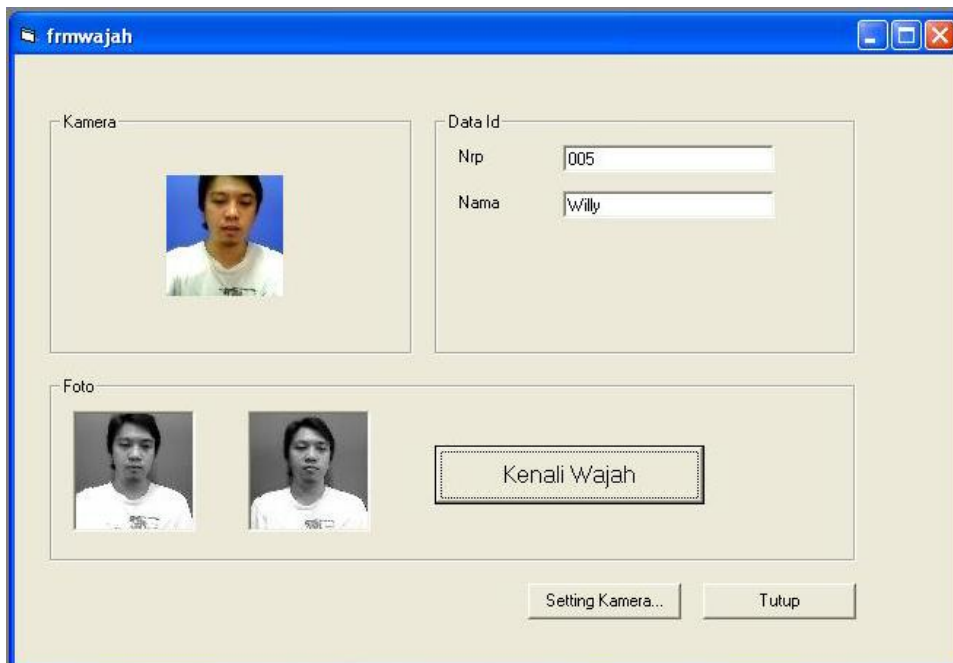 frmwajah
Kamera
Data Id
Nrp
005
Nama
Willy
Foto
Kenali Wajah
Setting Kamera...
Tutup